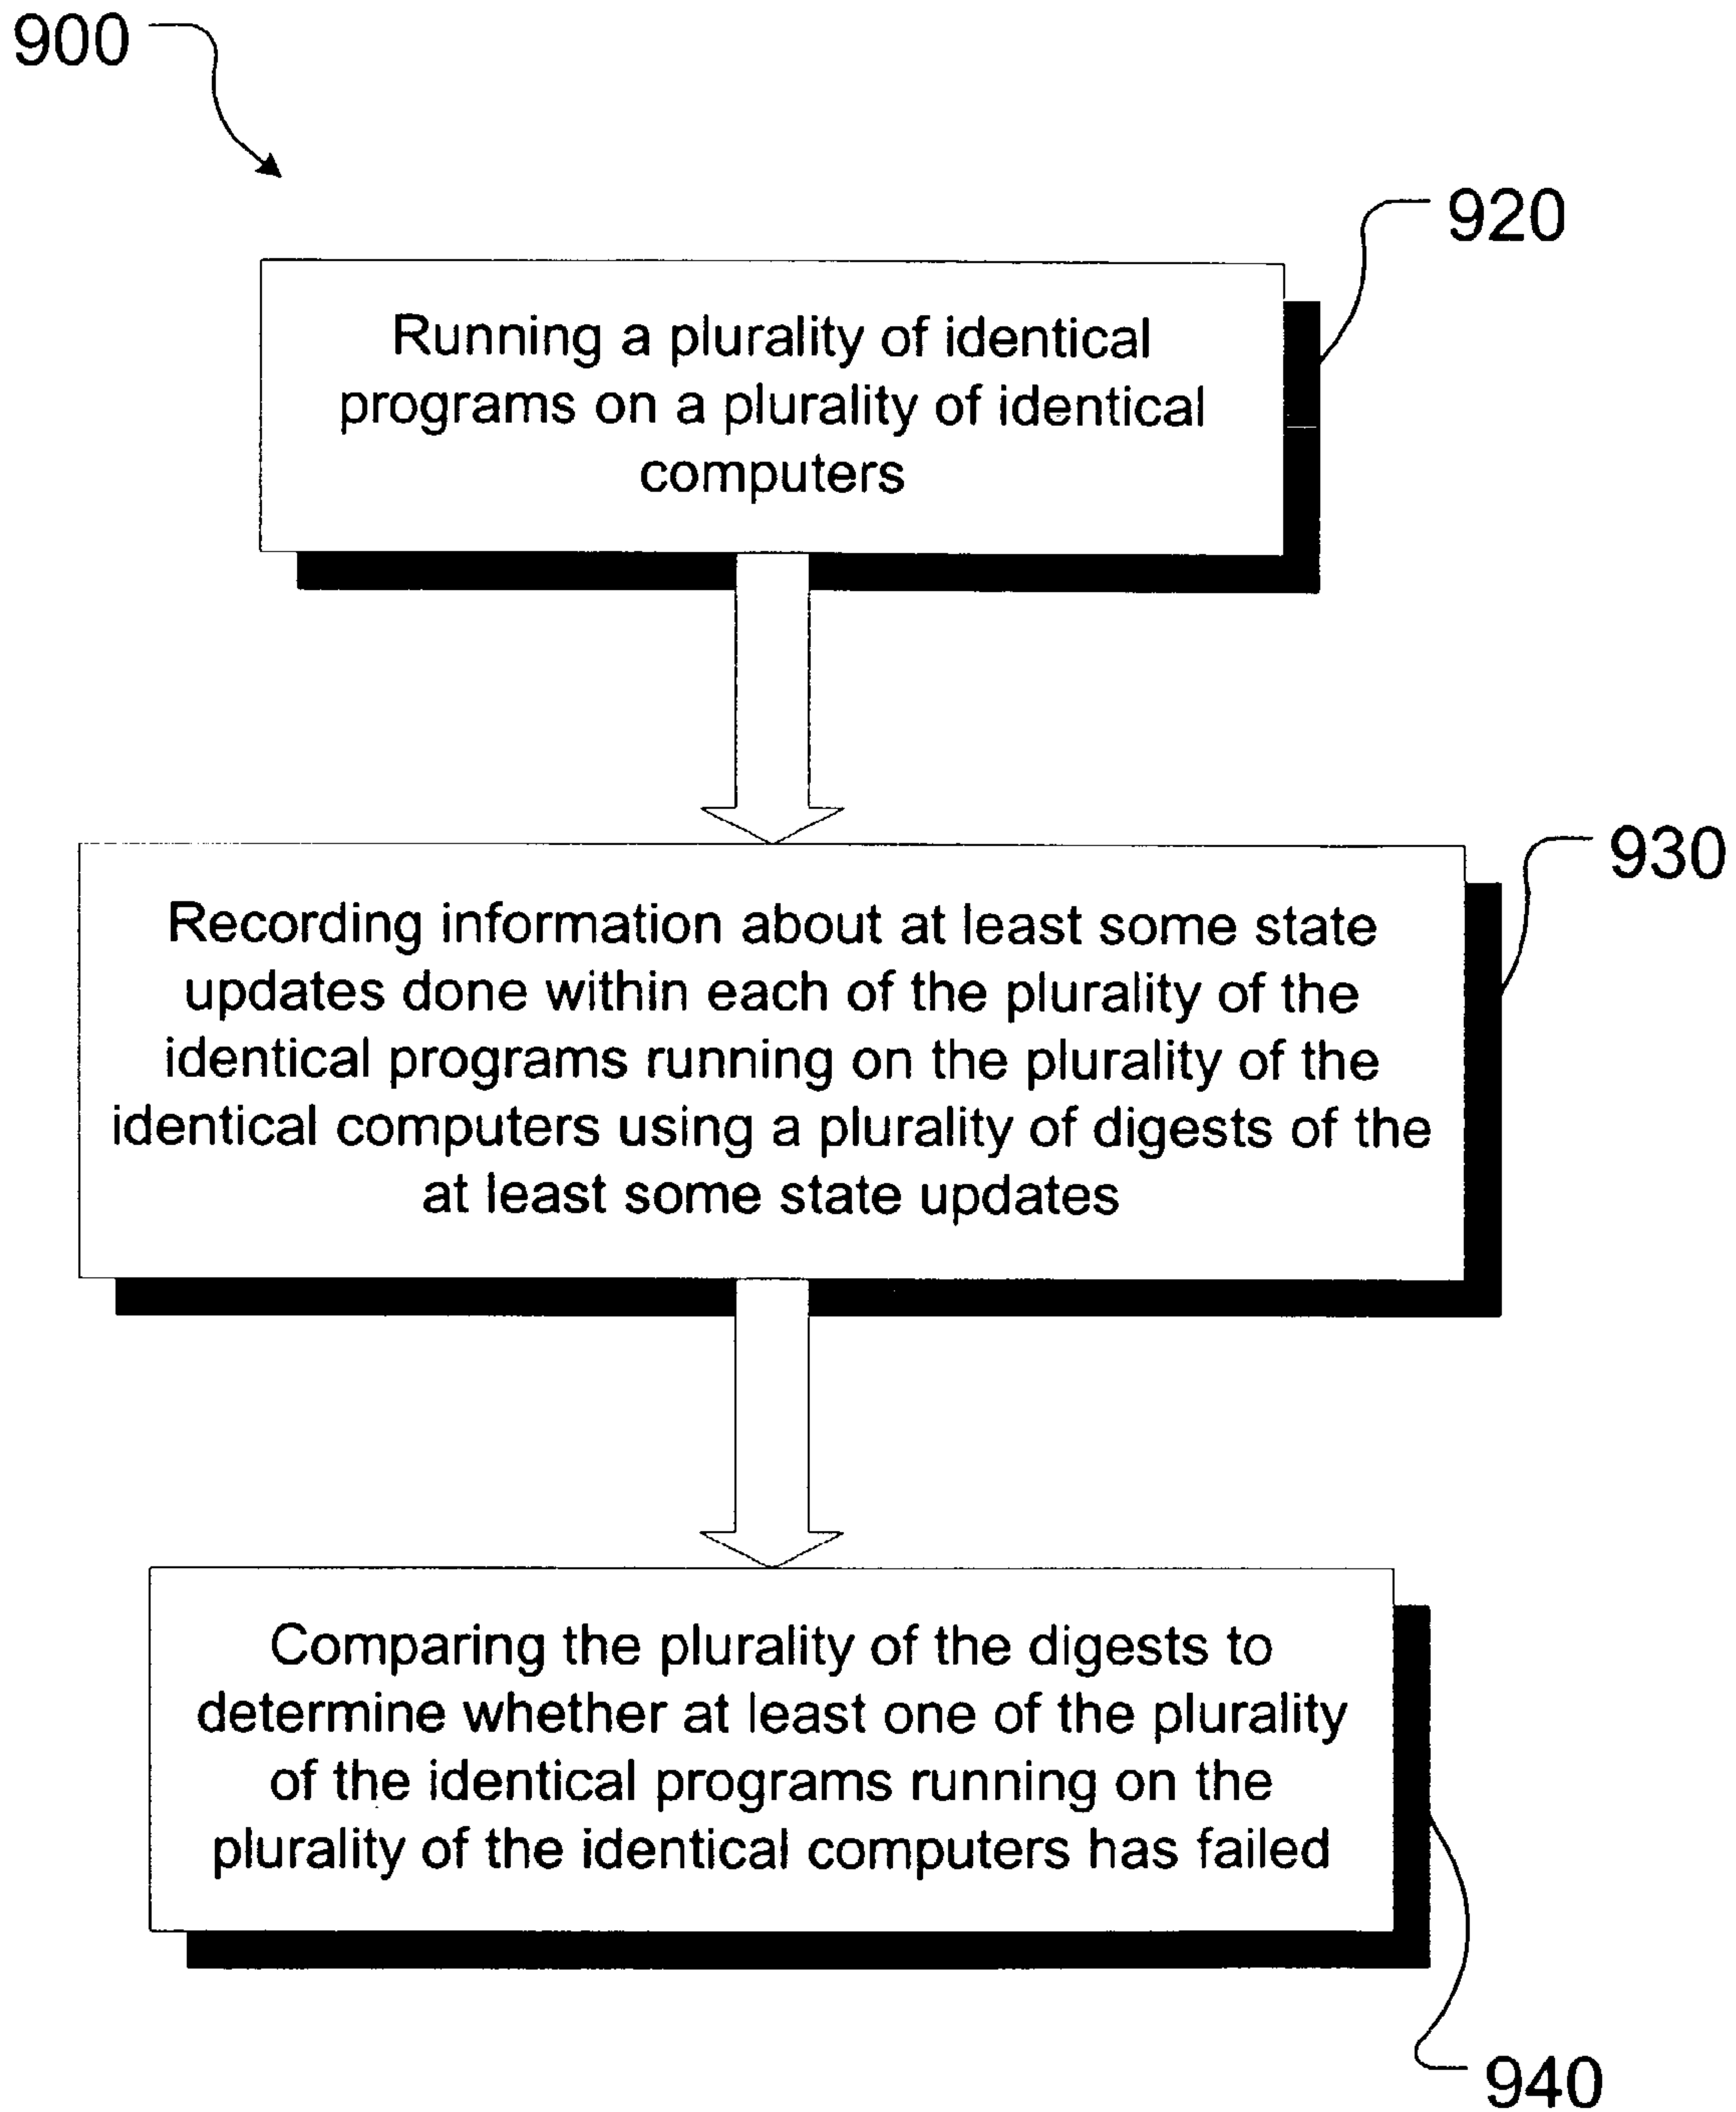 900
920
Running a plurality of identical
programs on a plurality of identical
computers
930
Recording information about at least some state
updates done within each of the plurality of the
identical programs running on the plurality of the
identical computers using a plurality of digests of the
at least some state updates
Comparing the plurality of the digests to
determine whether at least one of the plurality
of the identical programs running on the
plurality of the identical computers has failed
940